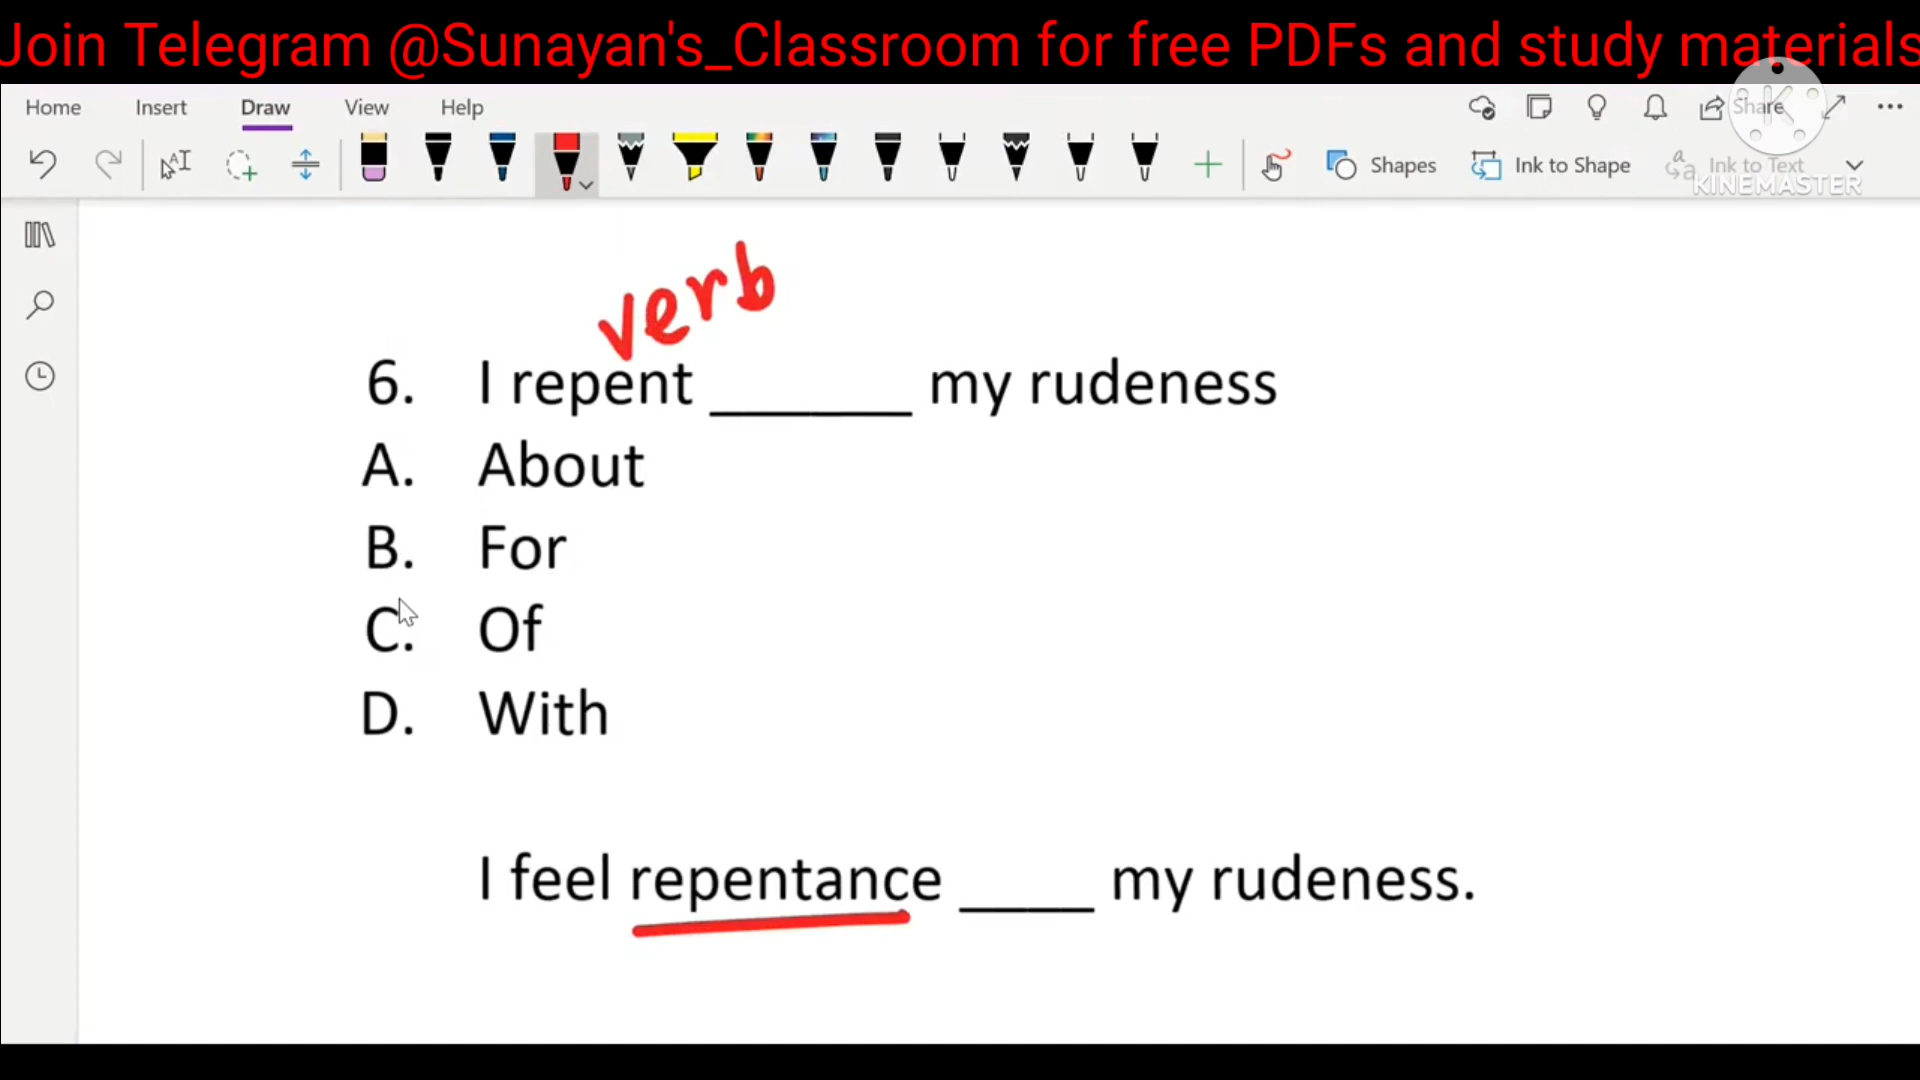 Join Telegram @Sunayan's_Classroom for free PDFs and study materials
Home Insert Draw View Help Share
Shapes Ink to Shape Ink to Text
KINEMASTER
verb
6. I repent ______ my rudeness
A. About
B. For
C. Of
D. With
I feel repentance ____ my rudeness.